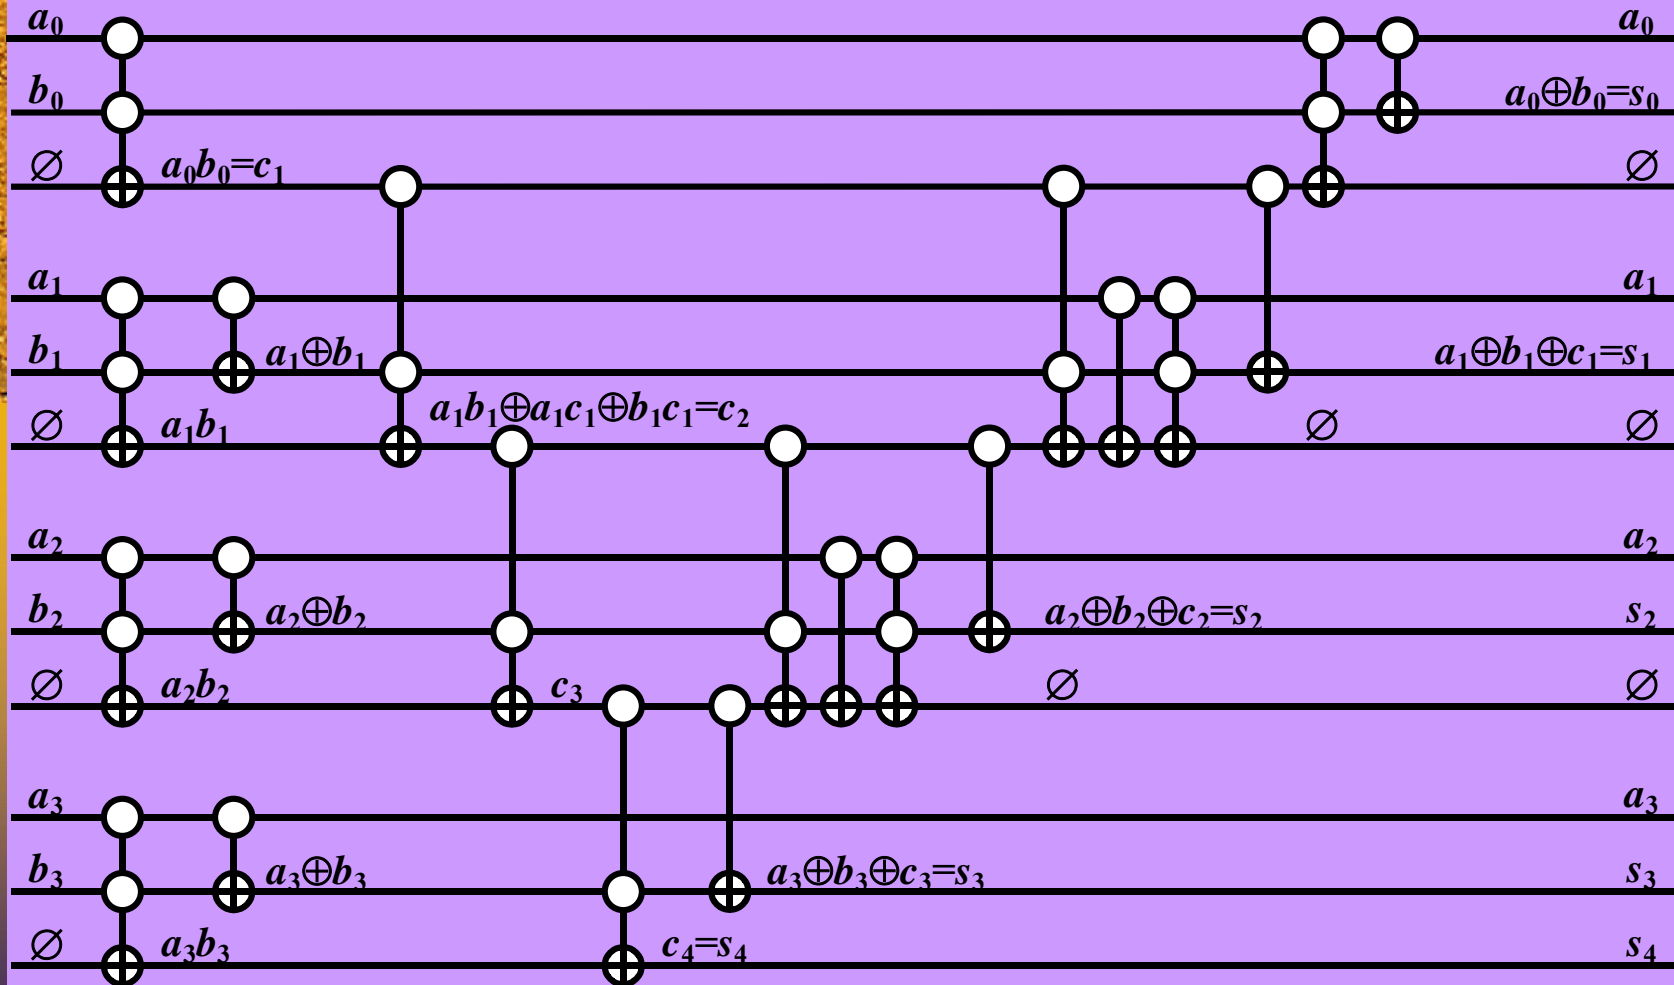 a₀ a₀
b₀ a₀⊕b₀=s₀
∅ a₀b₀=c₁ ∅
a₁ a₁
b₁ a₁⊕b₁ a₁⊕b₁⊕c₁=s₁
∅ a₁b₁ a₁b₁⊕a₁c₁⊕b₁c₁=c₂ ∅ ∅
a₂ a₂
b₂ a₂⊕b₂ a₂⊕b₂⊕c₂=s₂ s₂
∅ a₂b₂ c₃ ∅ ∅
a₃ a₃
b₃ a₃⊕b₃ a₃⊕b₃⊕c₃=s₃ s₃
∅ a₃b₃ c₄=s₄ s₄